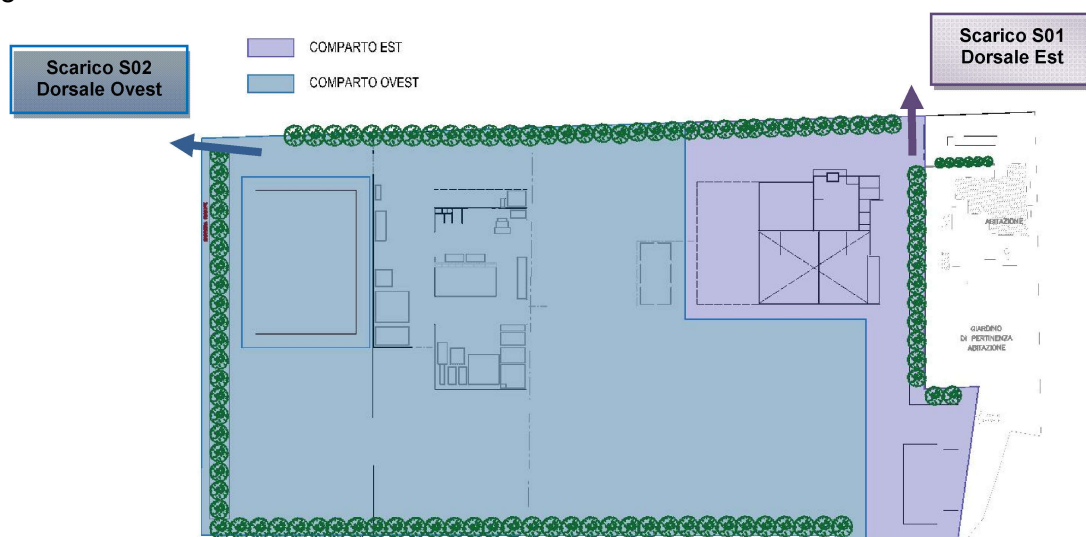 g
COMPARTO EST
COMPARTO OVEST
Scarico S02
Dorsale Ovest
Scarico S01
Dorsale Est
ABITAZIONE
GIARDINO
DI PERTINENZA
ABITAZIONE